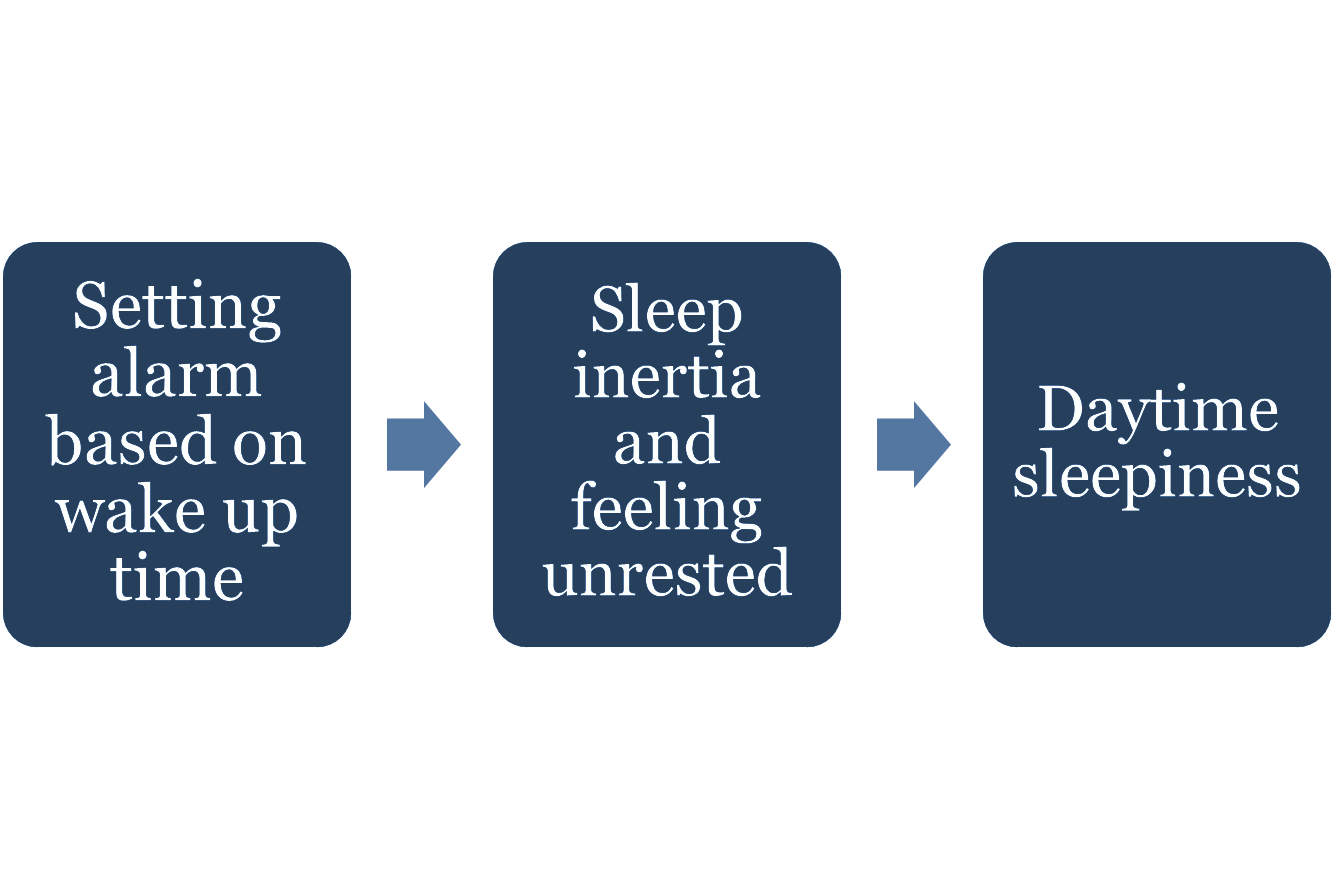 Setting
alarm
based on
wake up
time
Sleep
inertia
and
feeling
unrested
Daytime
sleepiness